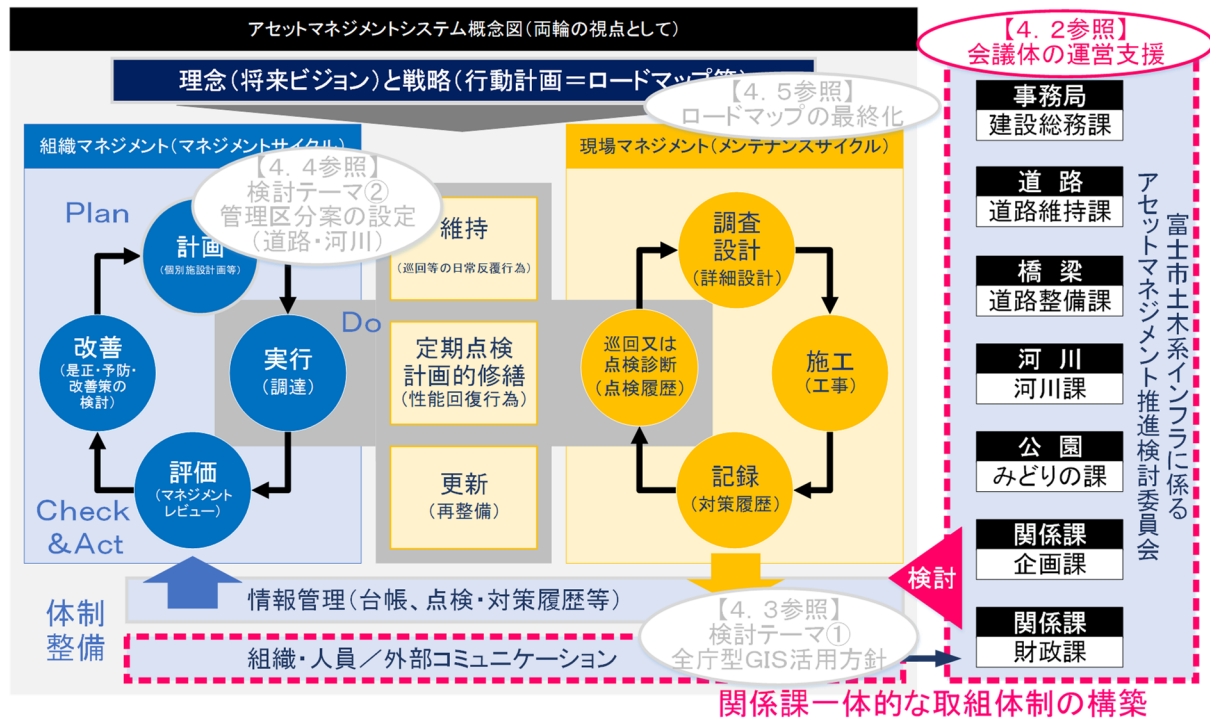 アセットマネジメントシステム概念図(両輪の視点として)
理念(将来ビジョン)と戦略(行動計画=ロードマップ等)
【4.5参照】
ロードマップの最終化
組織マネジメント(マネジメントサイクル)
【4.4参照】
検討テーマ②
管理区分案の設定
(道路・河川)
Plan
計画
(個別施設計画等)
Do
実行
(調達)
改善
(是正・予防・
改善策の
検討)
評価
(マネジメント
レビュー)
Check
&Act
維持
(巡回等の日常反覆行為)
定期点検
計画的修繕
(性能回復行為)
更新
(再整備)
現場マネジメント(メンテナンスサイクル)
調査
設計
(詳細設計)
巡回又は
点検診断
(点検履歴)
施工
(工事)
記録
(対策履歴)
体制
整備
情報管理(台帳、点検・対策履歴等)
組織・人員/外部コミュニケーション
【4.3参照】
検討テーマ①
全庁型GIS活用方針
検討
【4.2参照】
会議体の運営支援
事務局
建設総務課
道 路
道路維持課
橋 梁
道路整備課
河 川
河川課
公 園
みどりの課
関係課
企画課
関係課
財政課
富士市土木系インフラに係る
アセットマネジメント推進検討委員会
関係課一体的な取組体制の構築